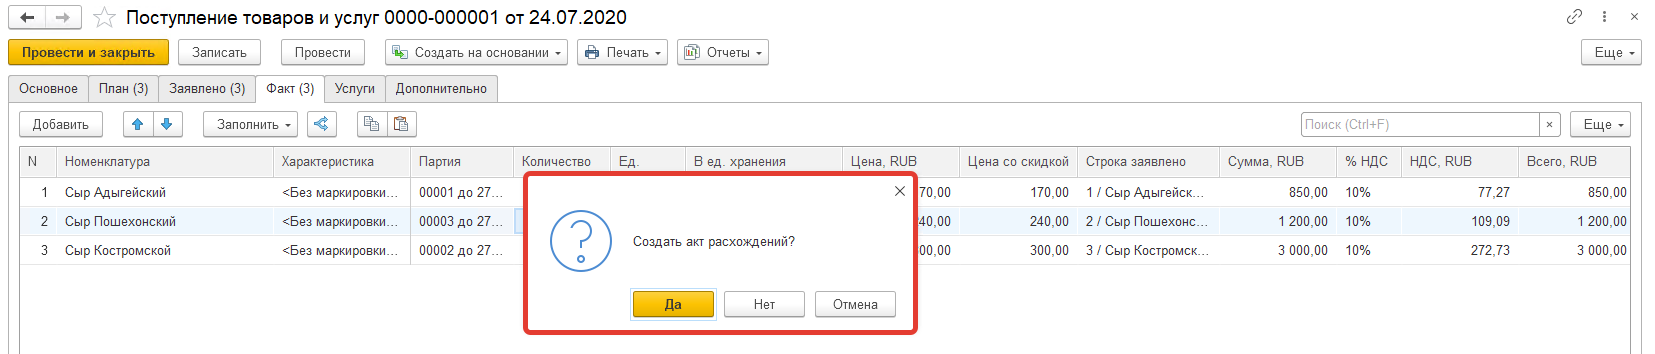 Поступление товаров и услуг 0000-000001 от 24.07.2020
Провести и закрыть Записать Провести Создать на основании Печать Отчеты Еще
Основное План (3) Заявлено (3) Факт (3) Услуги Дополнительно
Добавить Заполнить Поиск (Ctrl+F) × Еще
N Номенклатура Характеристика Партия Количество Ед. В ед. хранения Цена, RUB Цена со скидкой Строка заявлено Сумма, RUB % НДС НДС, RUB Всего, RUB
1 Сыр Адыгейский <Без маркировки... 00001 до 27... 70,00 170,00 1 / Сыр Адыгейск... 850,00 10% 77,27 850,00
2 Сыр Пошехонский <Без маркировки... 00003 до 27... 40,00 240,00 2 / Сыр Пошехонс... 1 200,00 10% 109,09 1 200,00
3 Сыр Костромской <Без маркировки... 00002 до 27... 00,00 300,00 3 / Сыр Костромск... 3 000,00 10% 272,73 3 000,00
Создать акт расхождений?
Да Нет Отмена